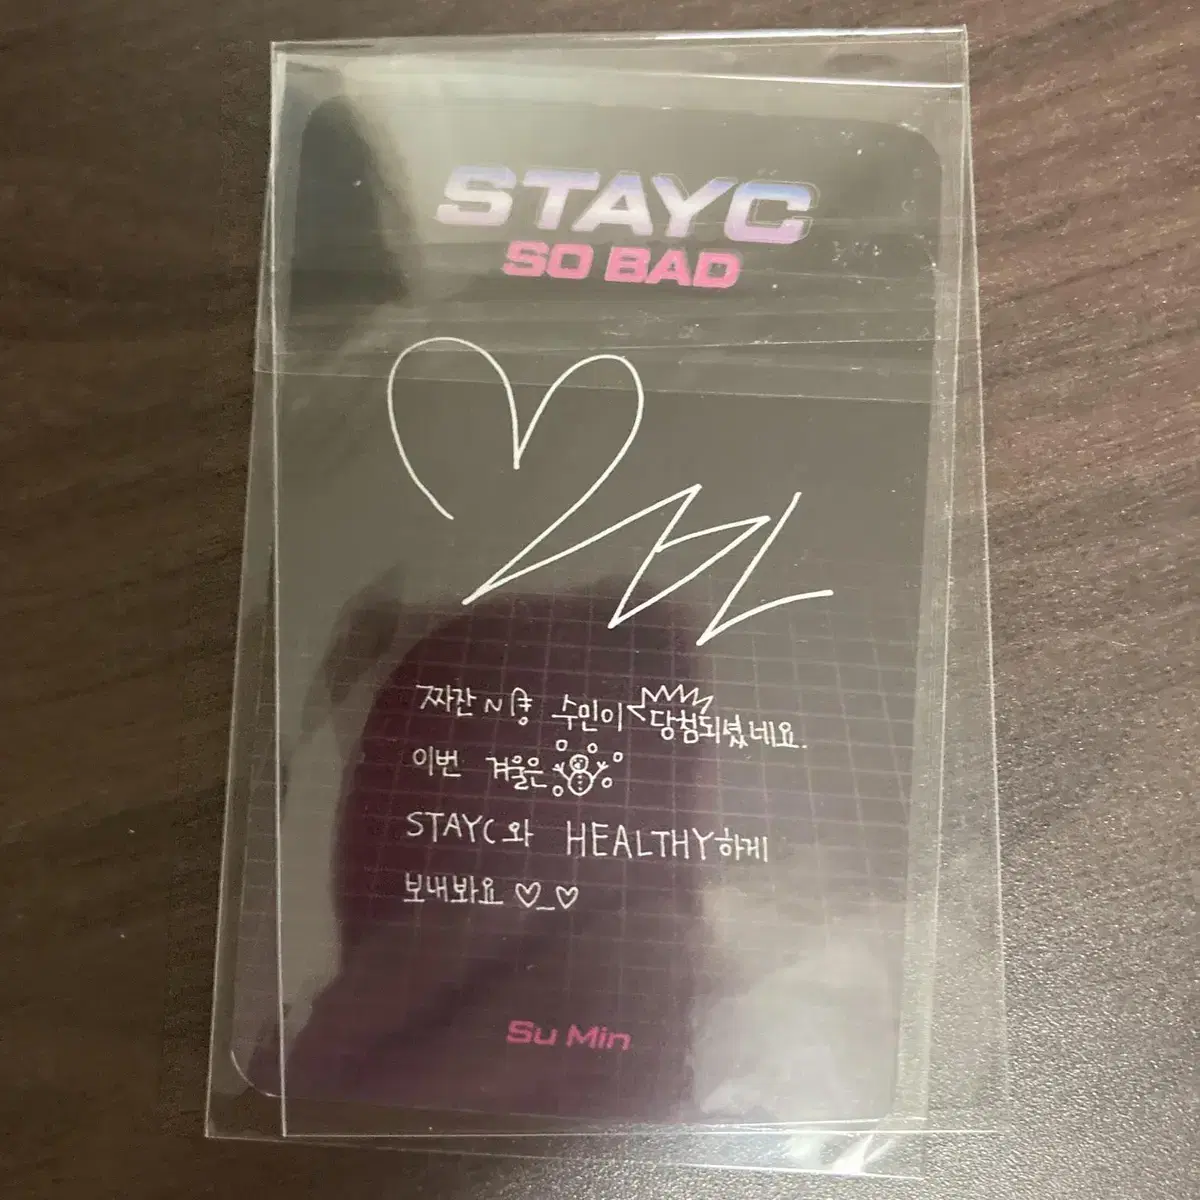 STAYC
SO BAD
짜잔~ 수민이 당첨되셨네요.
이번 겨울은
STAYC와 HEALTHY하게
보내봐요 ♡_♡
Su Min